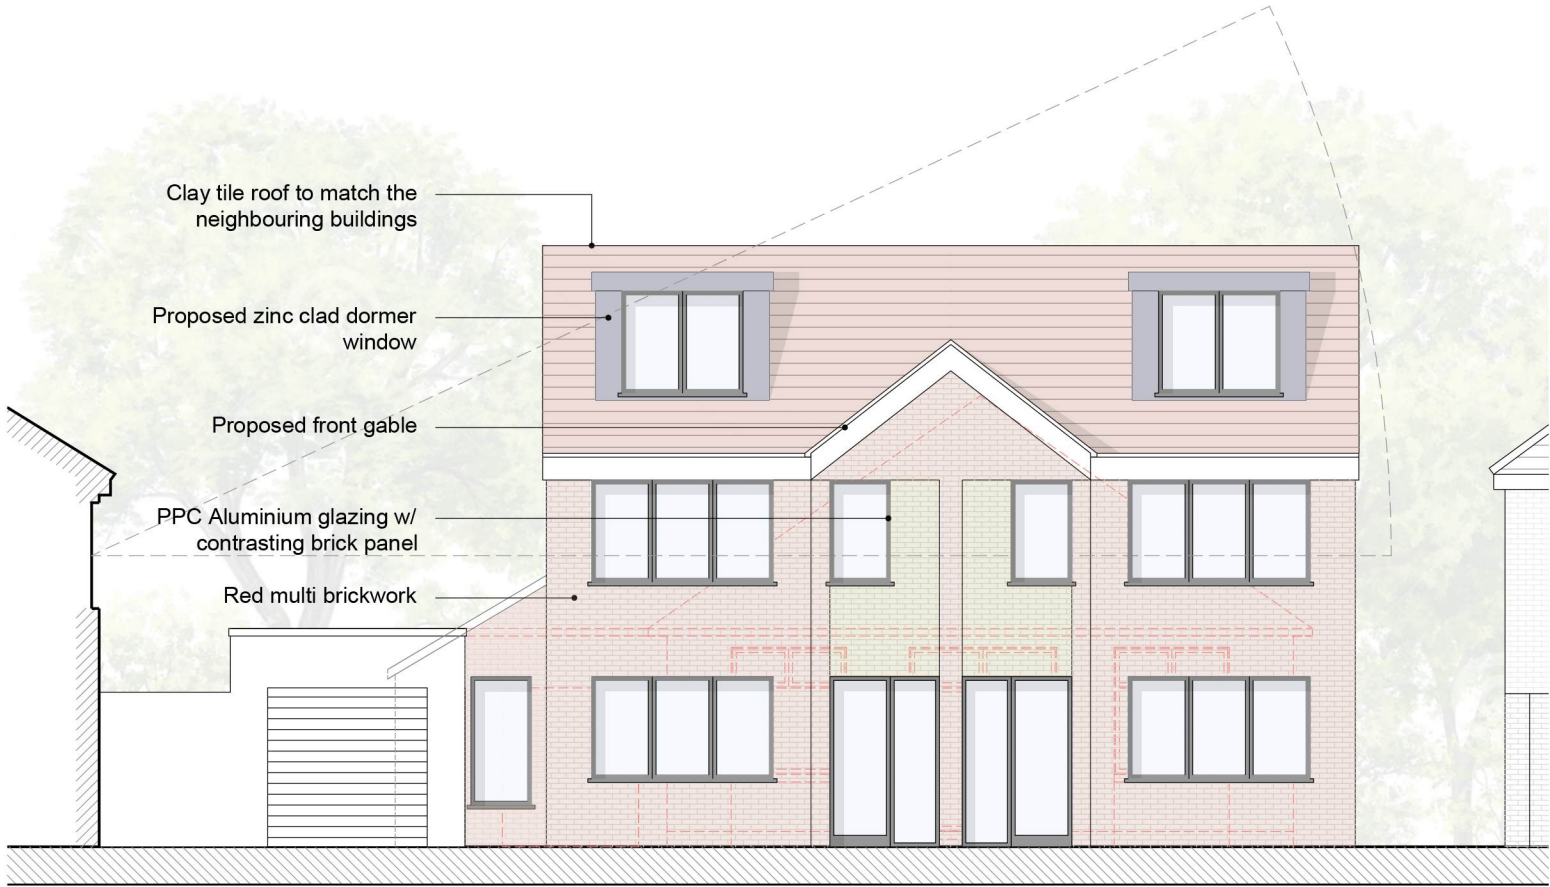 Clay tile roof to match the
neighbouring buildings
Proposed zinc clad dormer
window
Proposed front gable
PPC Aluminium glazing w/
contrasting brick panel
Red multi brickwork